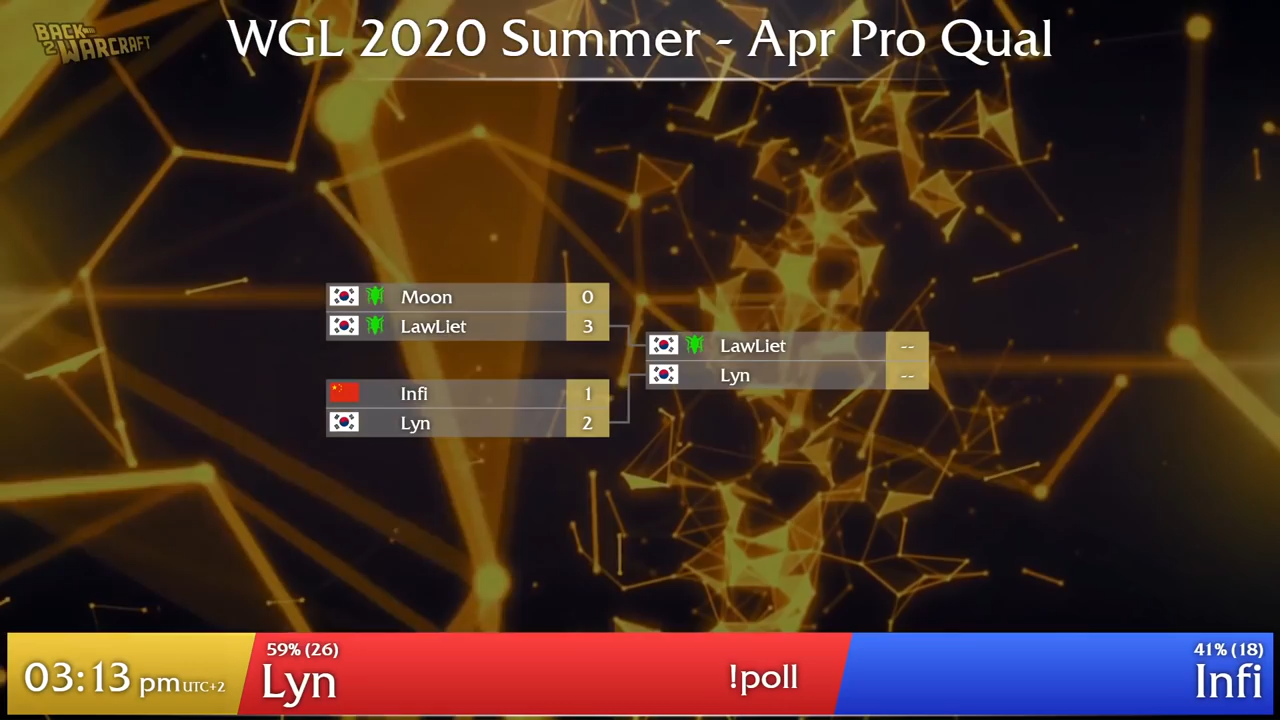 BACK 2 WARCRAFT
WGL 2020 Summer - Apr Pro Qual
Moon 0
LawLiet 3
LawLiet --
Lyn --
Infi 1
Lyn 2
03:13 pm UTC+2
59% (26)
Lyn
!poll
41% (18)
Infi